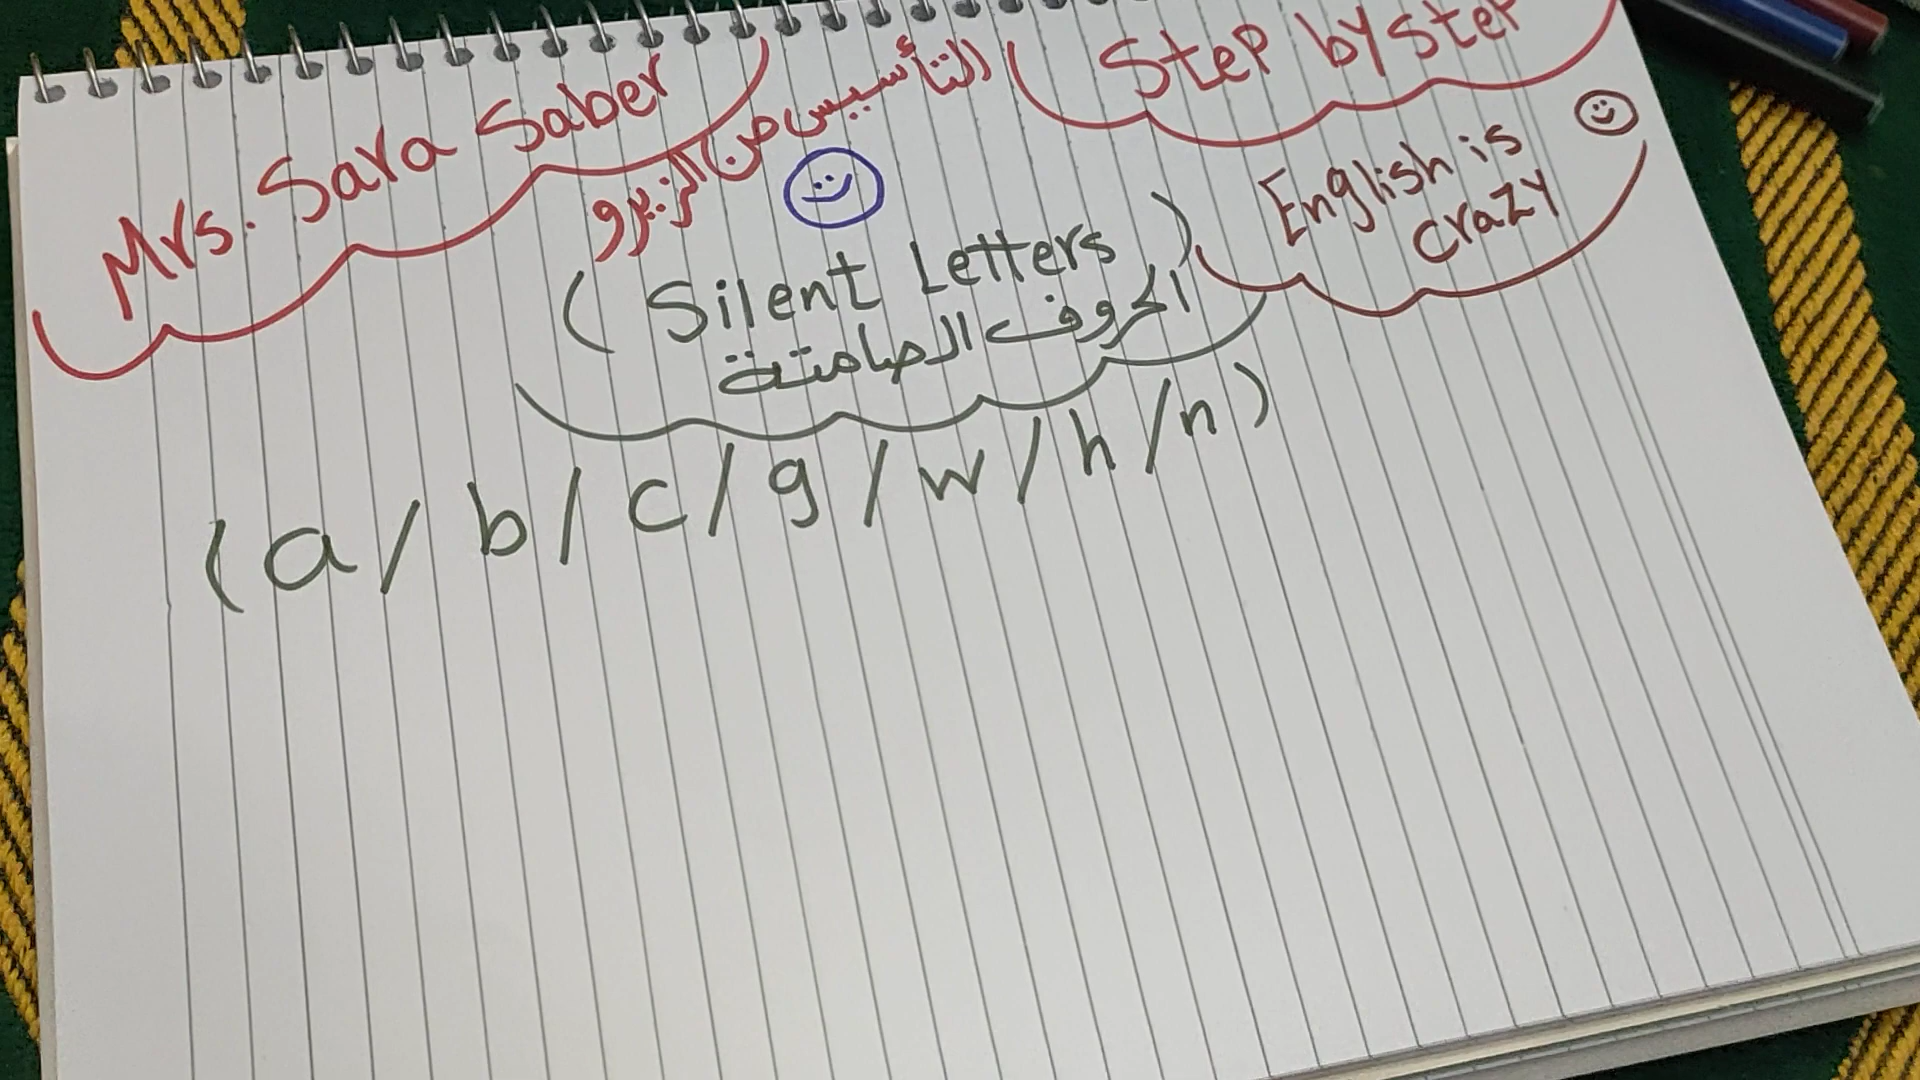 Mrs. Sara Saber
التأسيس من الزيرو
Step by step
English is
crazy
( Silent Letters )
الحروف الصامتة
( a / b / c / g / w / h / n )